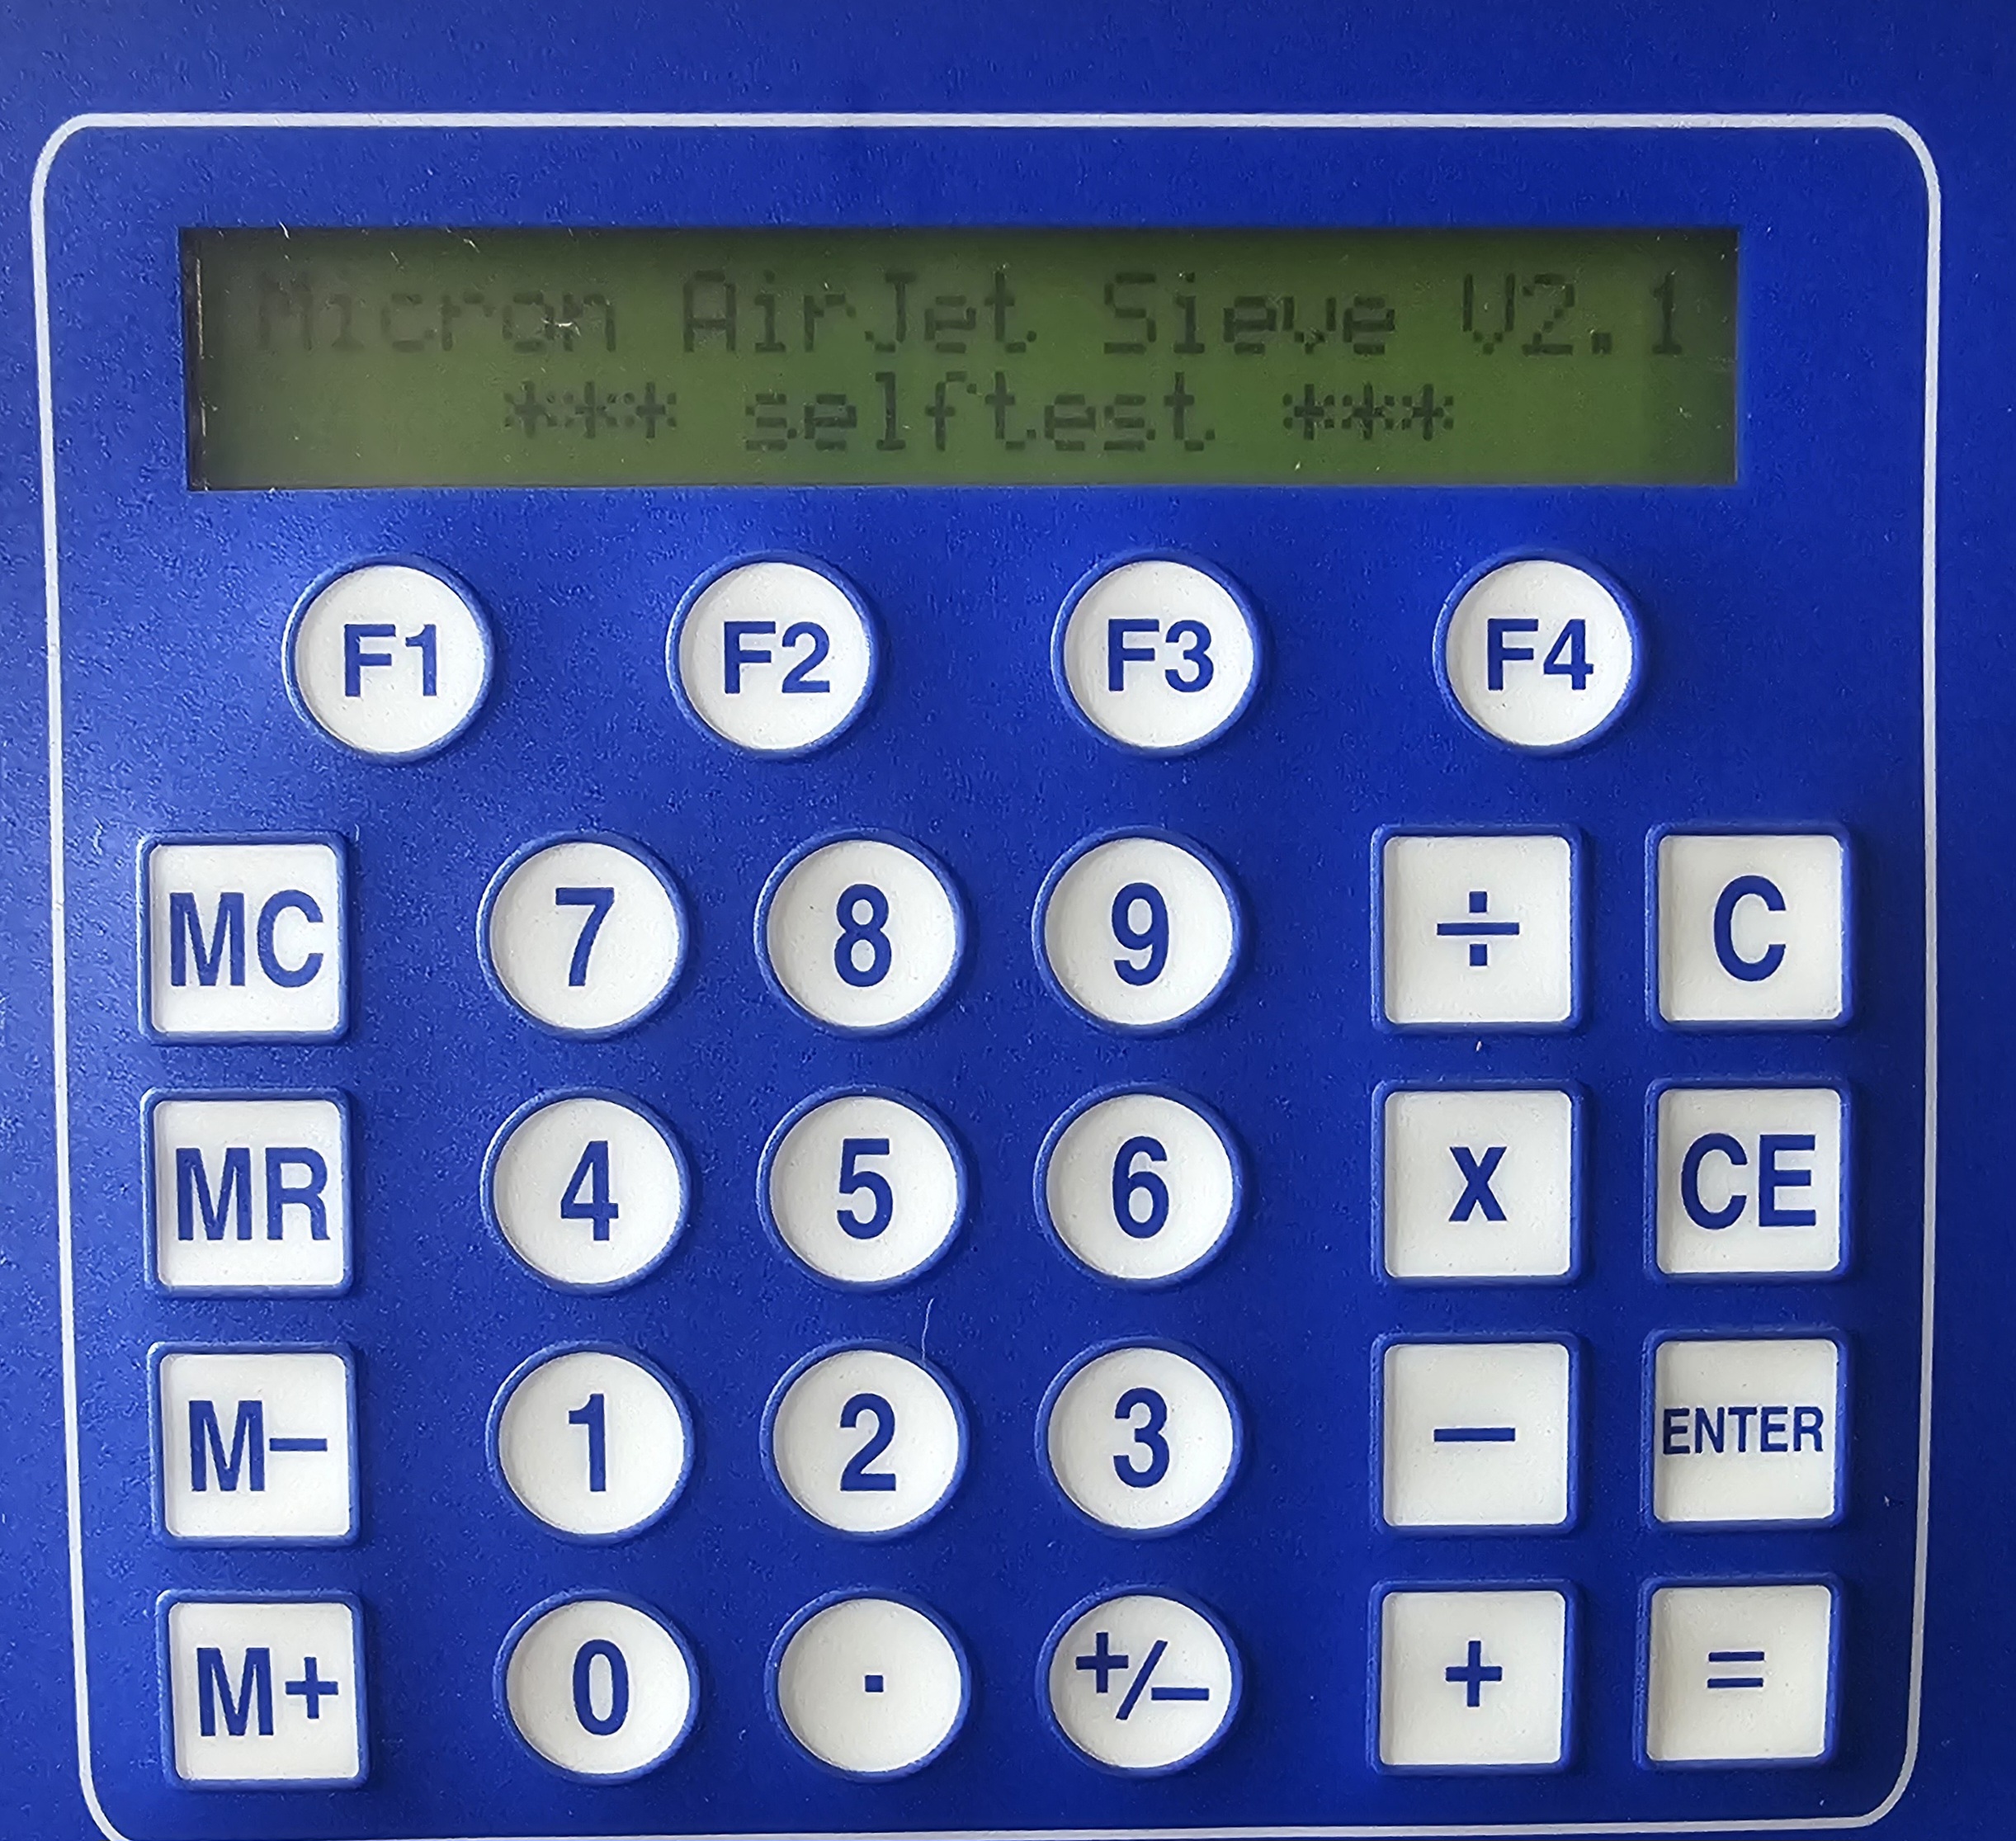 Micron AirJet Sieve V2.1
*** selftest ***
F1 F2 F3 F4
MC 7 8 9 ÷ C
MR 4 5 6 X CE
M− 1 2 3 − ENTER
M+ 0 . +/− + =